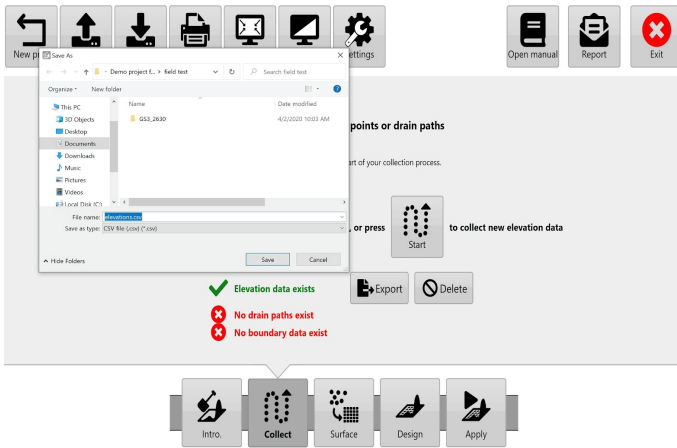 New pr
ettings
Open manual
Report
Exit
Save As
Demo project f... > field test
Search field test
Organize
New folder
This PC
3D Objects
Desktop
Documents
Downloads
Music
Pictures
Videos
Local Disk (C:)
Name
Date modified
GS3_2630
4/2/2020 10:03 AM
File name: elevations.csv
Save as type: CSV file (.csv) (*.csv)
Hide Folders
Save
Cancel
points or drain paths
art of your collection process.
, or press
Start
to collect new elevation data
Elevation data exists
Export
Delete
No drain paths exist
No boundary data exist
Intro.
Collect
Surface
Design
Apply